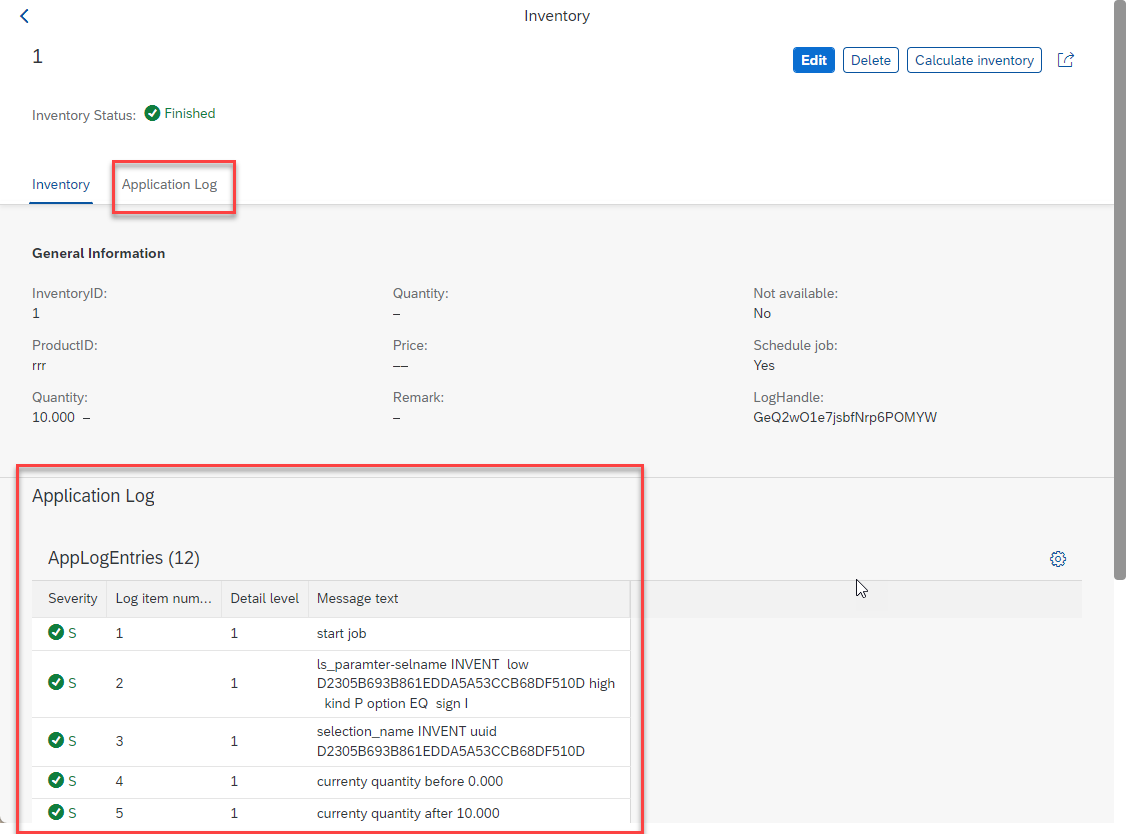 Inventory
1
Edit Delete Calculate inventory
Inventory Status: Finished
Inventory Application Log
General Information
InventoryID: Quantity: Not available:
1 – No
ProductID: Price: Schedule job:
rrr –– Yes
Quantity: Remark: LogHandle:
10.000 – – GeQ2wO1e7jsbfNrp6POMYW
Application Log
AppLogEntries (12)
Severity Log item num... Detail level Message text
S 1 1 start job
ls_paramter-selname INVENT low
S 2 1 D2305B693B861EDDA5A53CCB68DF510D high
kind P option EQ sign I
selection_name INVENT uuid
S 3 1 D2305B693B861EDDA5A53CCB68DF510D
S 4 1 currenty quantity before 0.000
S 5 1 currenty quantity after 10.000